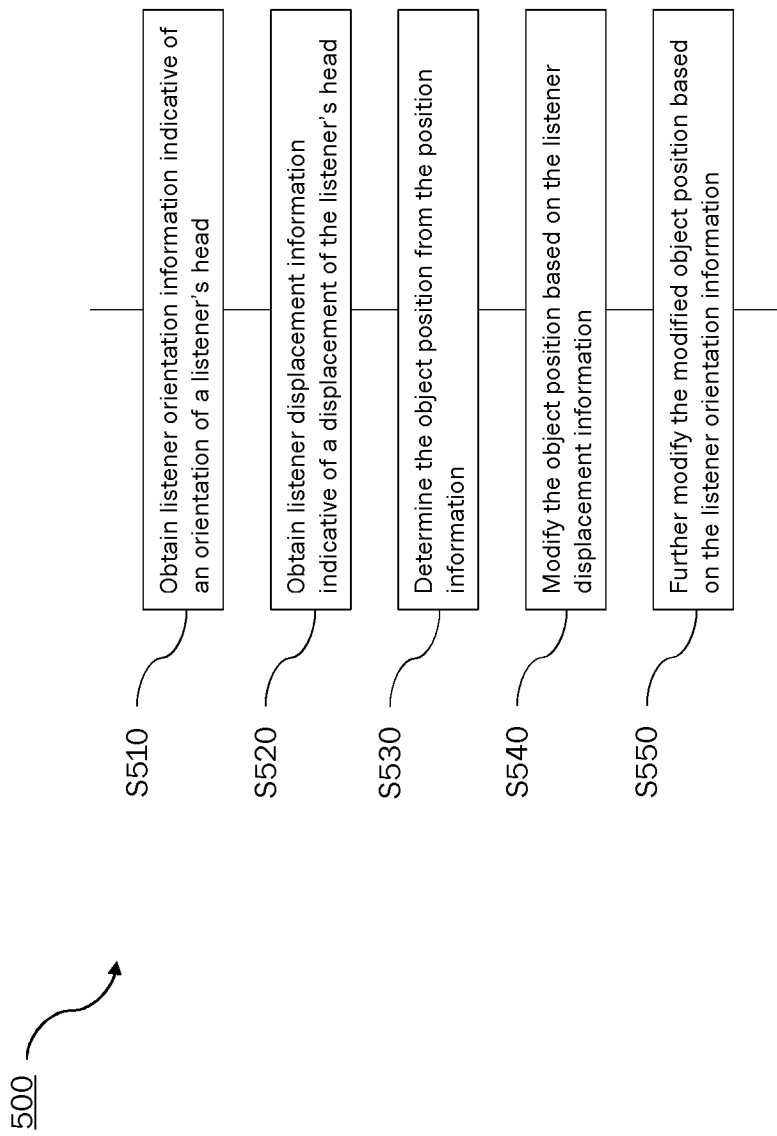 500
S510
Obtain listener orientation information indicative of
an orientation of a listener's head
S520
Obtain listener displacement information
indicative of a displacement of the listener's head
S530
Determine the object position from the position
information
S540
Modify the object position based on the listener
displacement information
S550
Further modify the modified object position based
on the listener orientation information